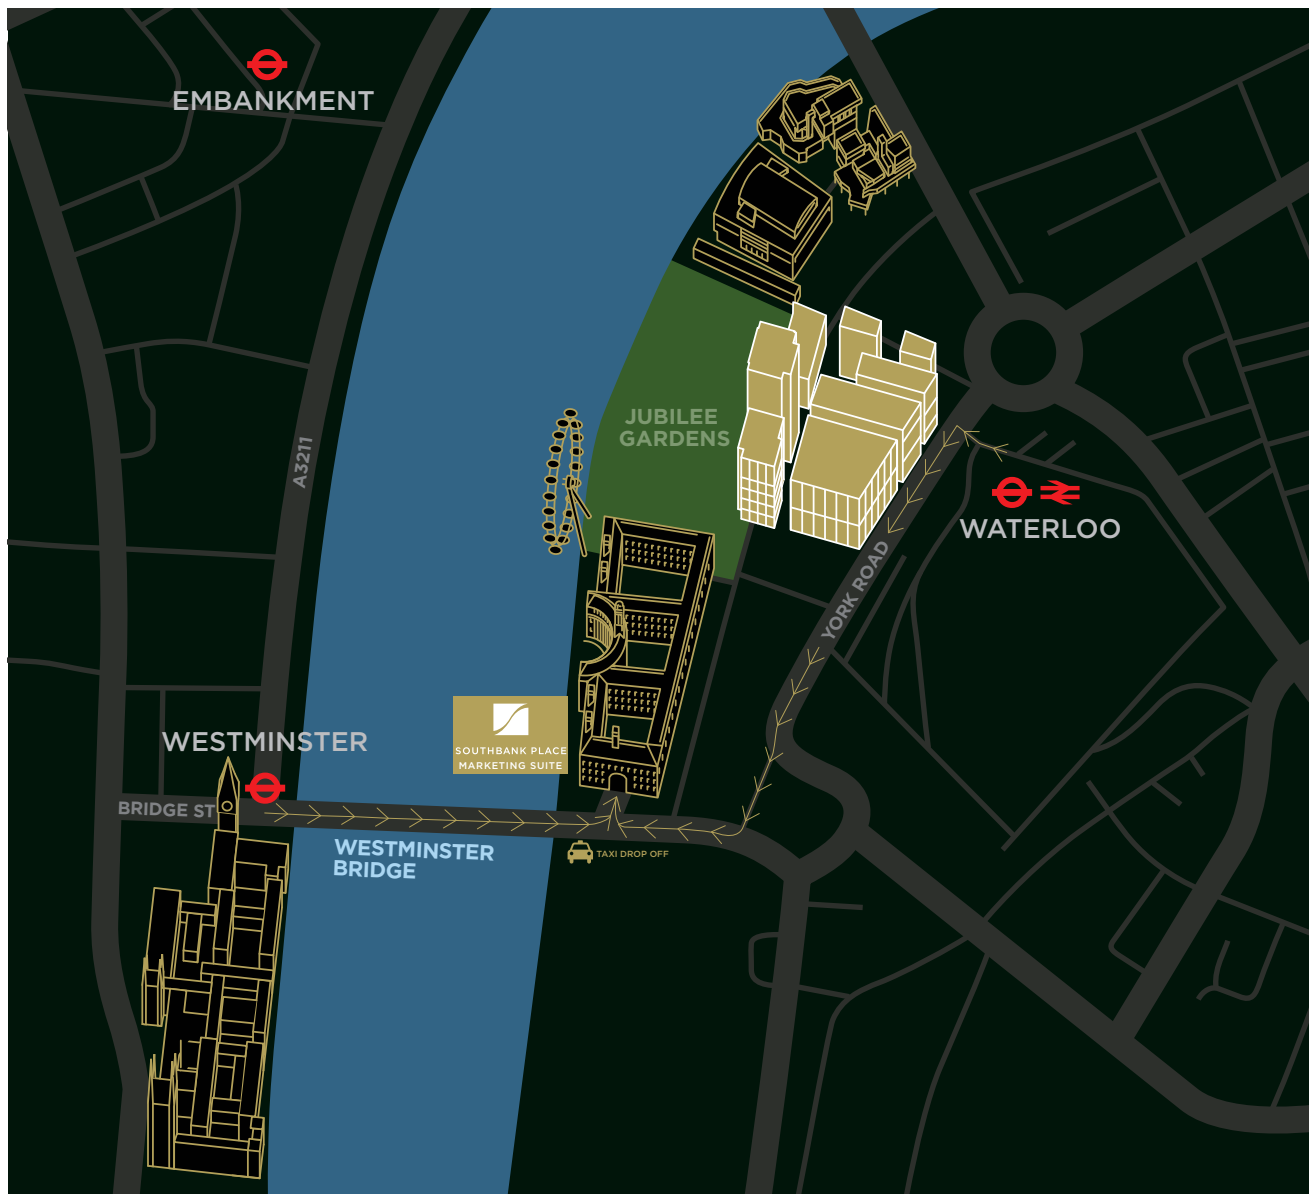 EMBANKMENT
A3211
JUBILEE
GARDENS
WATERLOO
YORK ROAD
WESTMINSTER
SOUTHBANK PLACE
MARKETING SUITE
BRIDGE ST
WESTMINSTER
BRIDGE
TAXI DROP OFF